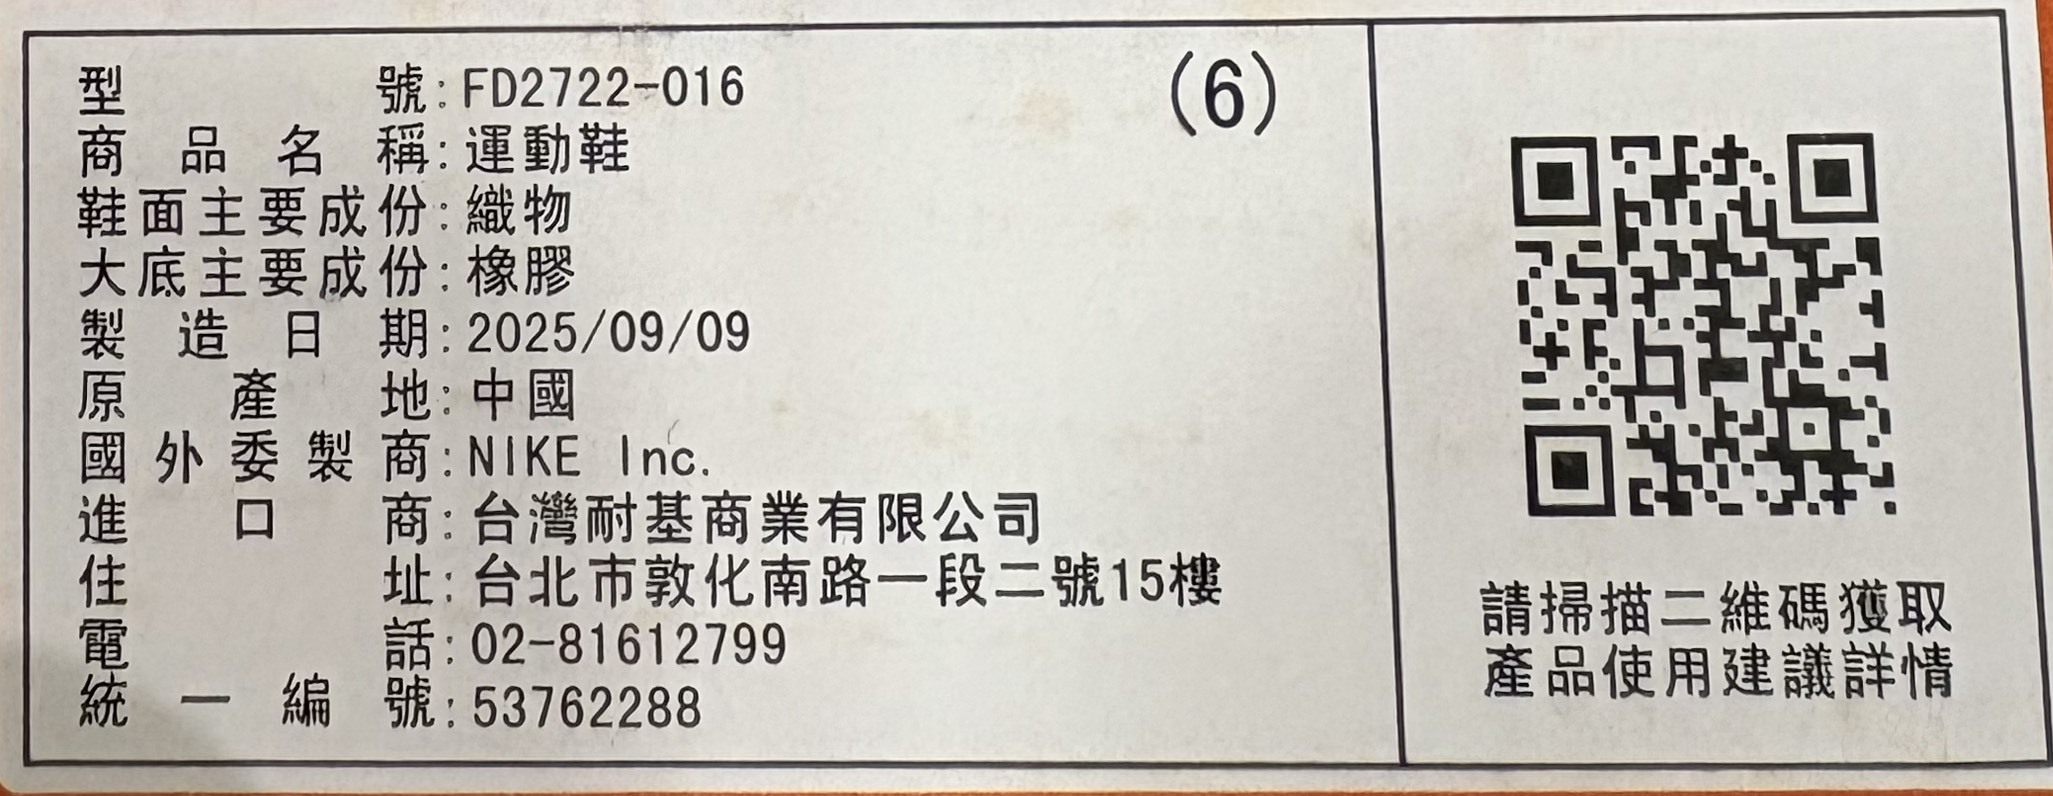 型號:FD2722-016
(6)
商品名稱:運動鞋
鞋面主要成份:織物
大底主要成份:橡膠
製造日期:2025/09/09
原產地:中國
國外委製商:NIKE Inc.
進口商:台灣耐基商業有限公司
住址:台北市敦化南路一段二號15樓
電話:02-81612799
統一編號:53762288
請掃描二維碼獲取
產品使用建議詳情